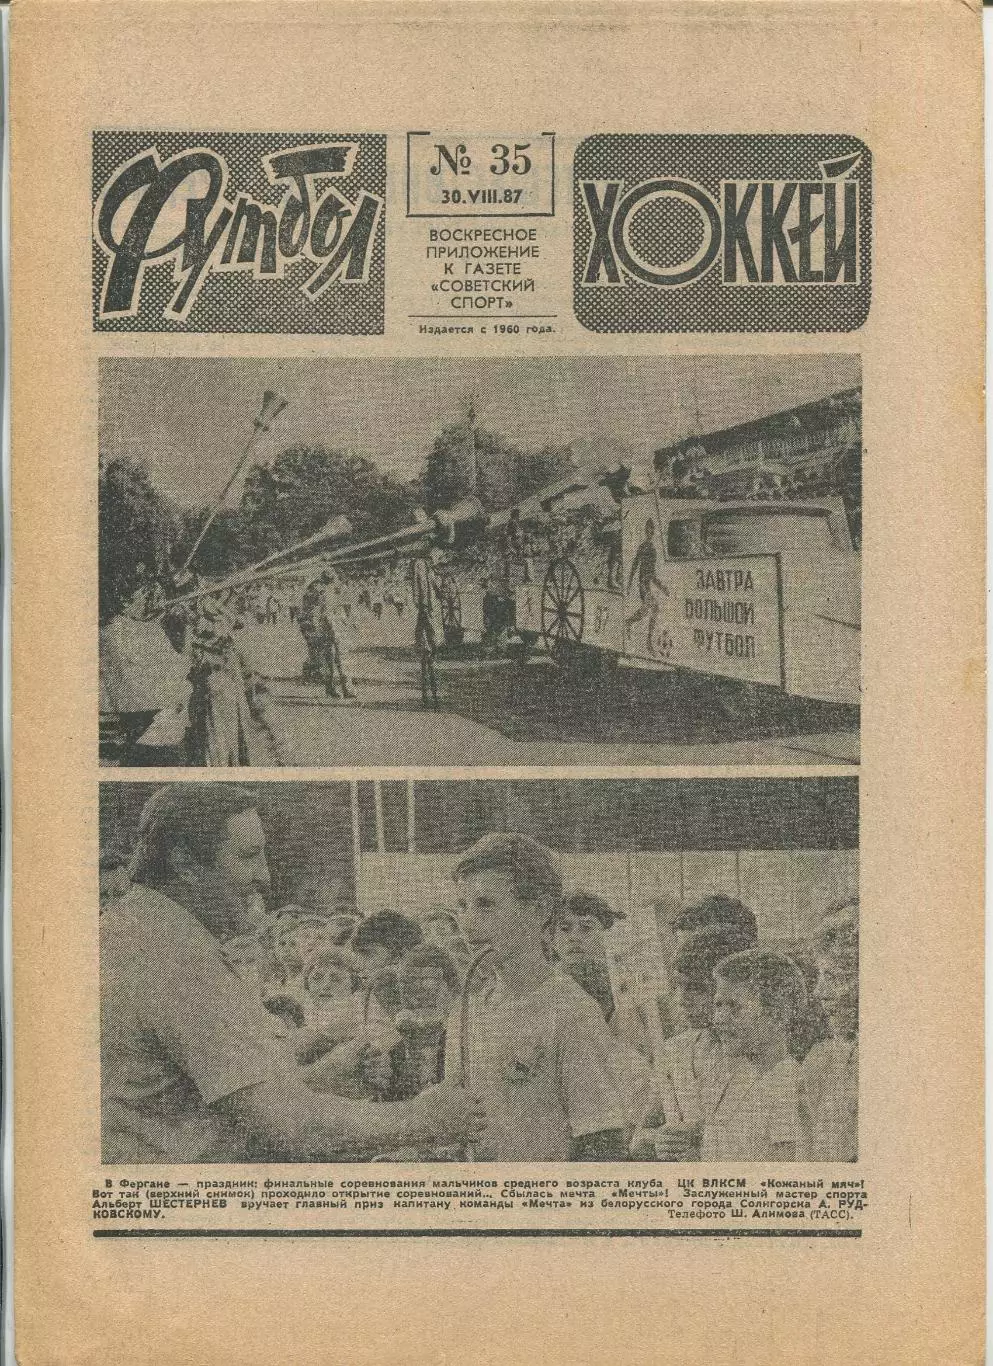 Футбол
№ 35
30.VIII.87
ВОСКРЕСНОЕ
ПРИЛОЖЕНИЕ
К ГАЗЕТЕ
«СОВЕТСКИЙ
СПОРТ»
Издается с 1960 года.
ХОККЕЙ
87
ЗАВТРА
БОЛЬШОЙ
ФУТБОЛ
В Фергане — праздник: финальные соревнования мальчиков среднего возраста клуба ЦК ВЛКСМ «Кожаный мяч»!
Вот так (верхний снимок) проходило открытие соревнований... Сбылась мечта «Мечты»! Заслуженный мастер спорта
Альберт ШЕСТЕРНЕВ вручает главный приз капитану команды «Мечта» из белорусского города Солигорска А. РУД-
КОВСКОМУ. Телефото Ш. Алимова (ТАСС).